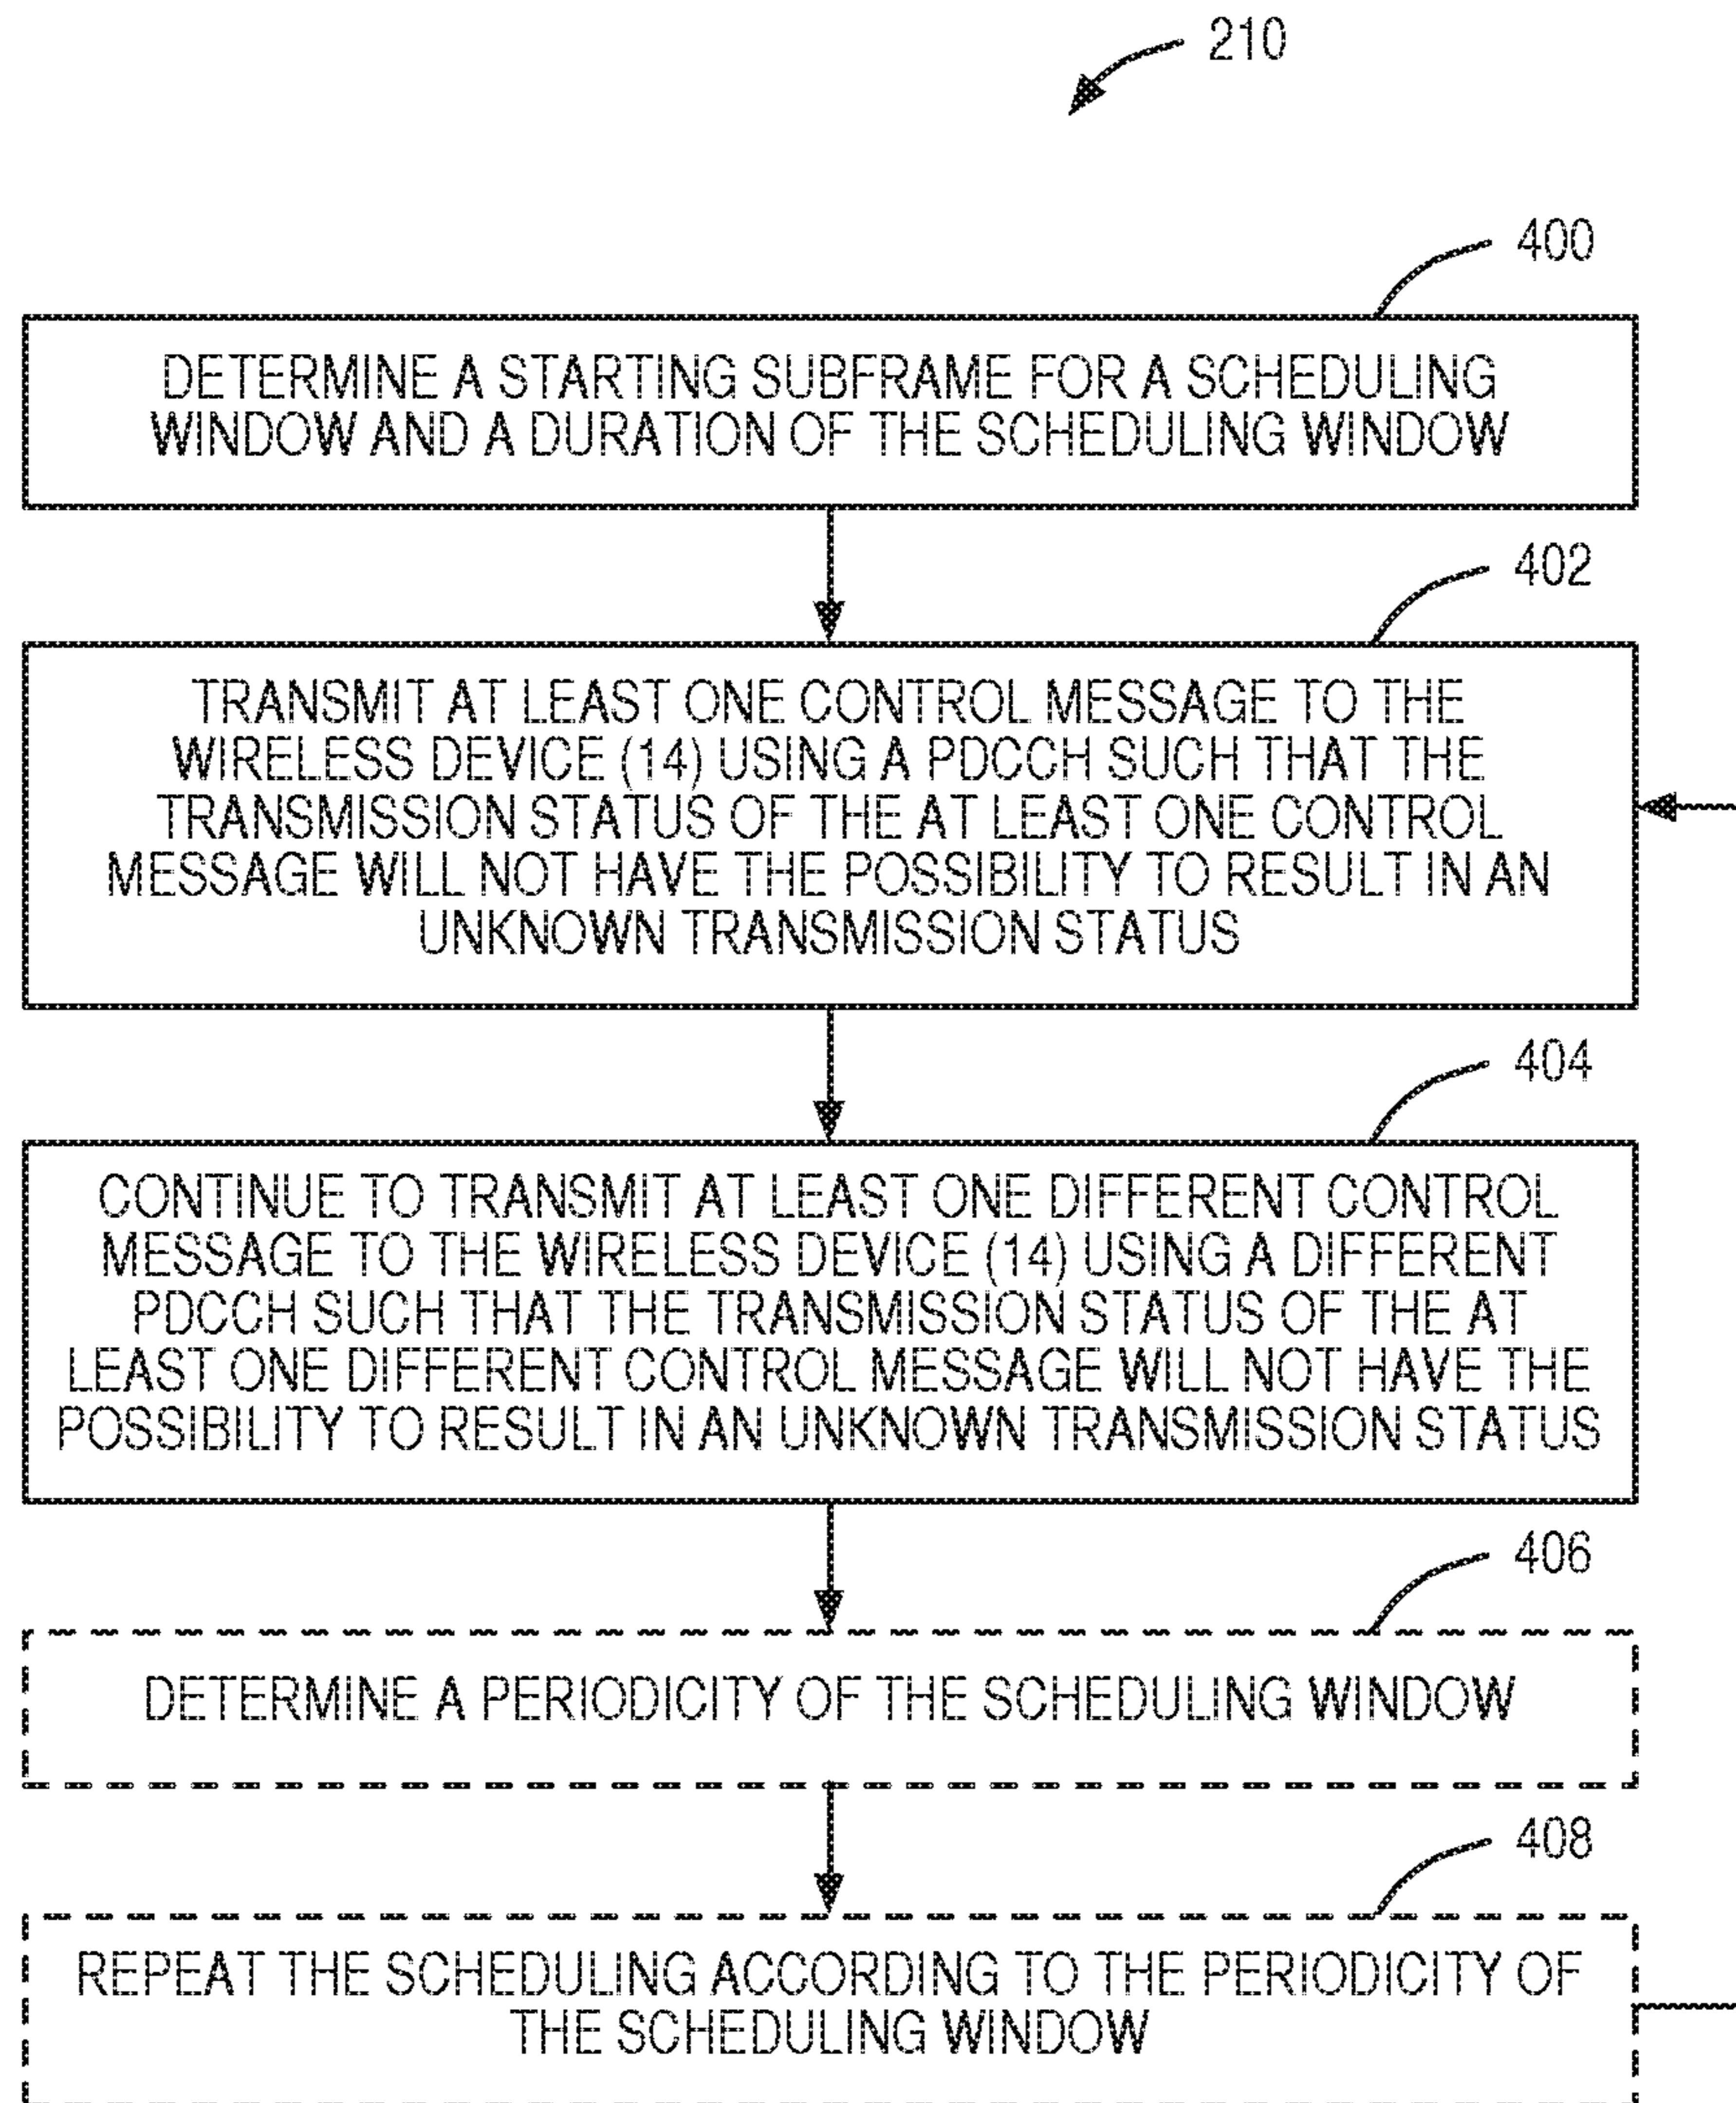 210
400
DETERMINE A STARTING SUBFRAME FOR A SCHEDULING
WINDOW AND A DURATION OF THE SCHEDULING WINDOW
402
TRANSMIT AT LEAST ONE CONTROL MESSAGE TO THE
WIRELESS DEVICE (14) USING A PDCCH SUCH THAT THE
TRANSMISSION STATUS OF THE AT LEAST ONE CONTROL
MESSAGE WILL NOT HAVE THE POSSIBILITY TO RESULT IN AN
UNKNOWN TRANSMISSION STATUS
404
CONTINUE TO TRANSMIT AT LEAST ONE DIFFERENT CONTROL
MESSAGE TO THE WIRELESS DEVICE (14) USING A DIFFERENT
PDCCH SUCH THAT THE TRANSMISSION STATUS OF THE AT
LEAST ONE DIFFERENT CONTROL MESSAGE WILL NOT HAVE THE
POSSIBILITY TO RESULT IN AN UNKNOWN TRANSMISSION STATUS
406
DETERMINE A PERIODICITY OF THE SCHEDULING WINDOW
408
REPEAT THE SCHEDULING ACCORDING TO THE PERIODICITY OF
THE SCHEDULING WINDOW